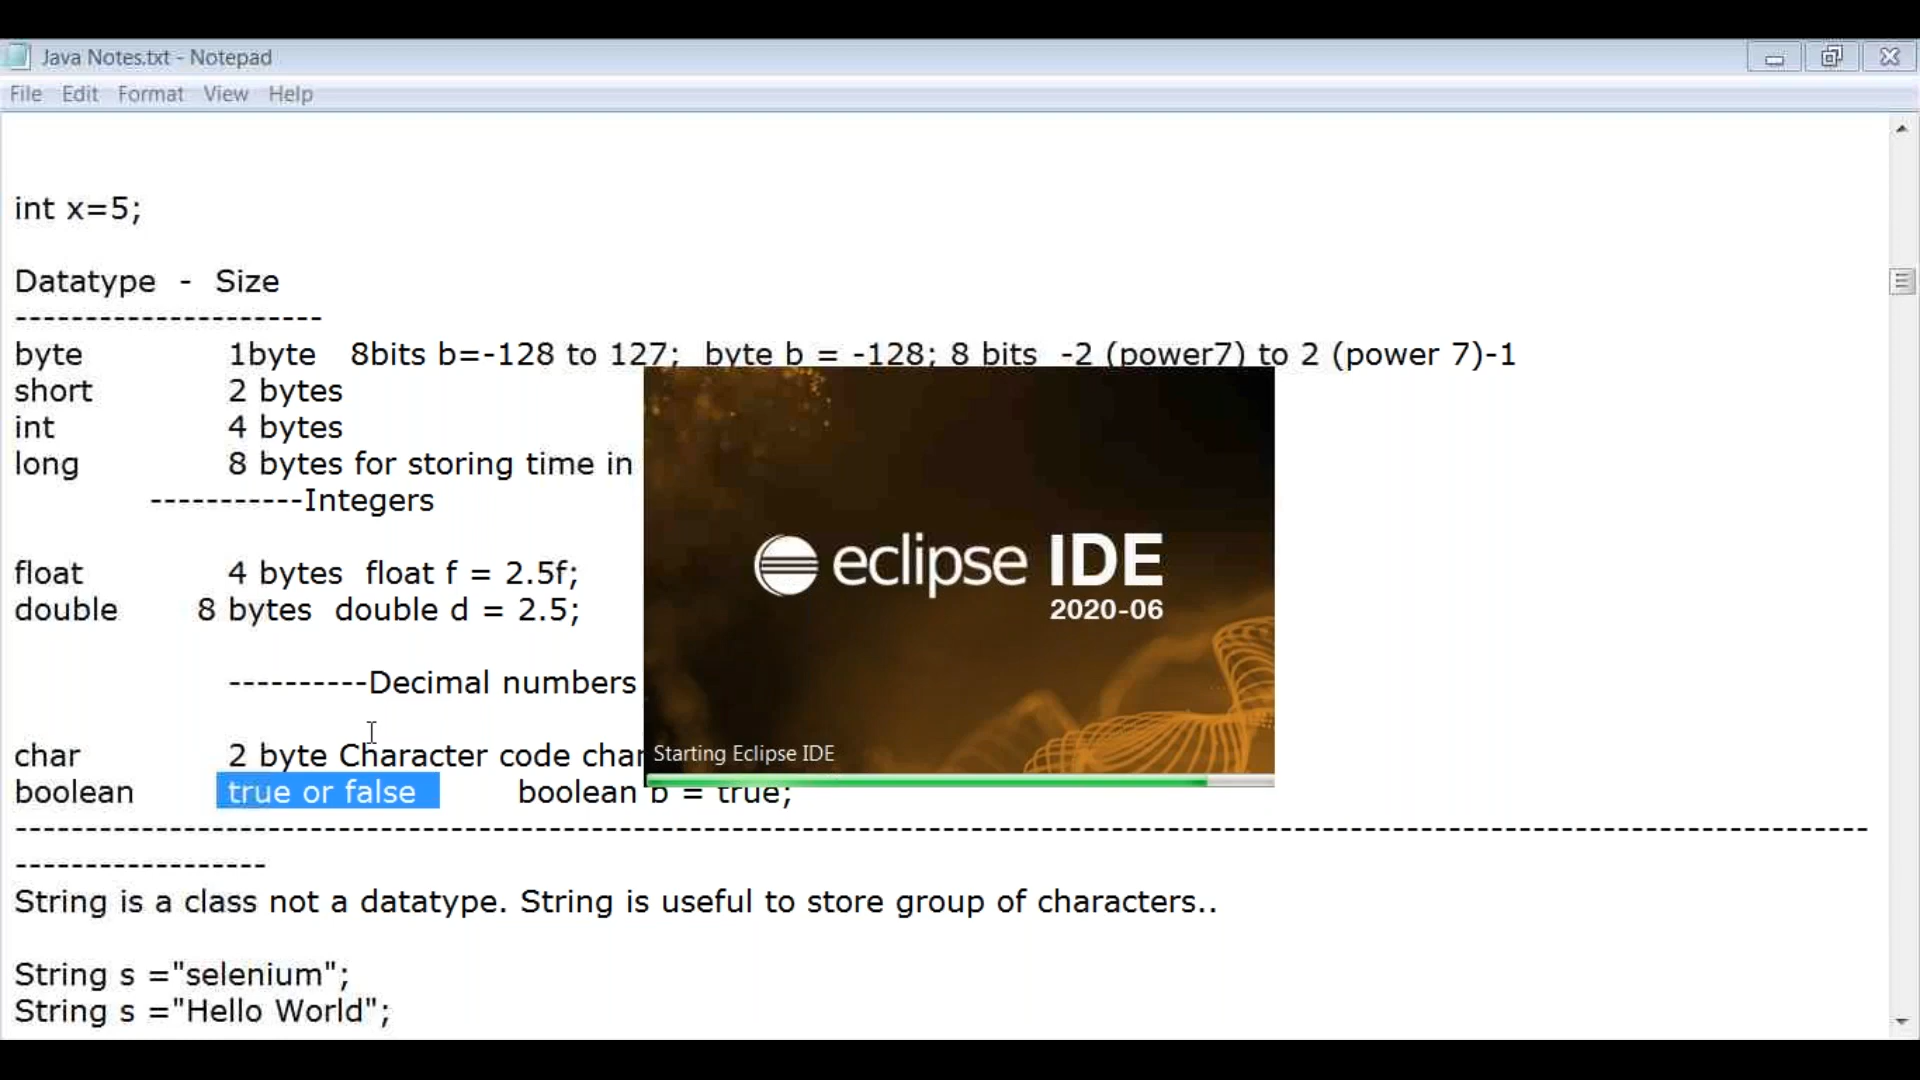 Java Notes.txt - Notepad
File Edit Format View Help
int x=5;
Datatype - Size
----------------------
byte 1byte 8bits b=-128 to 127; byte b = -128; 8 bits -2 (power7) to 2 (power 7)-1
short 2 bytes
int 4 bytes
long 8 bytes for storing time in
-----------Integers
float 4 bytes float f = 2.5f;
double 8 bytes double d = 2.5;
----------Decimal numbers
char 2 byte Character code char
boolean true or false boolean b = true;
------------------------------------------------------------------------------------------------------------------------------------
------------------
String is a class not a datatype. String is useful to store group of characters..
String s ="selenium";
String s ="Hello World";
eclipse IDE
2020-06
Starting Eclipse IDE